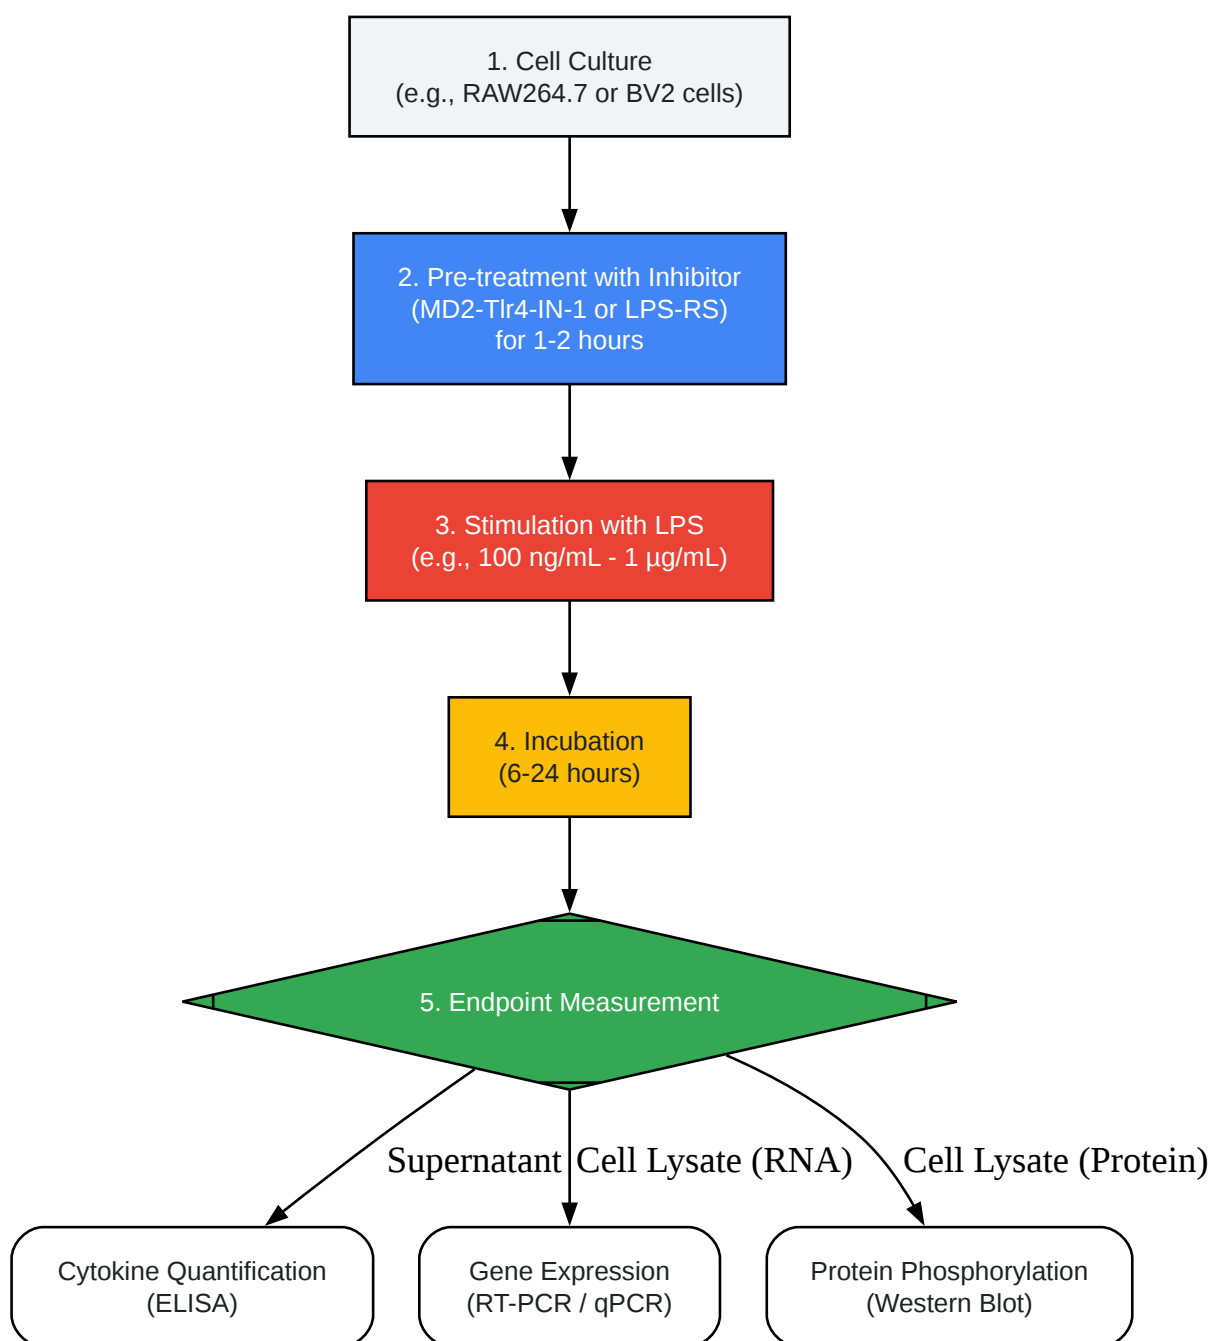 1. Cell Culture
(e.g., RAW264.7 or BV2 cells)
2. Pre-treatment with Inhibitor
(MD2-Tlr4-IN-1 or LPS-RS)
for 1-2 hours
3. Stimulation with LPS
(e.g., 100 ng/mL - 1 µg/mL)
4. Incubation
(6-24 hours)
5. Endpoint Measurement
Supernatant
Cell Lysate (RNA)
Cell Lysate (Protein)
Cytokine Quantification
(ELISA)
Gene Expression
(RT-PCR / qPCR)
Protein Phosphorylation
(Western Blot)